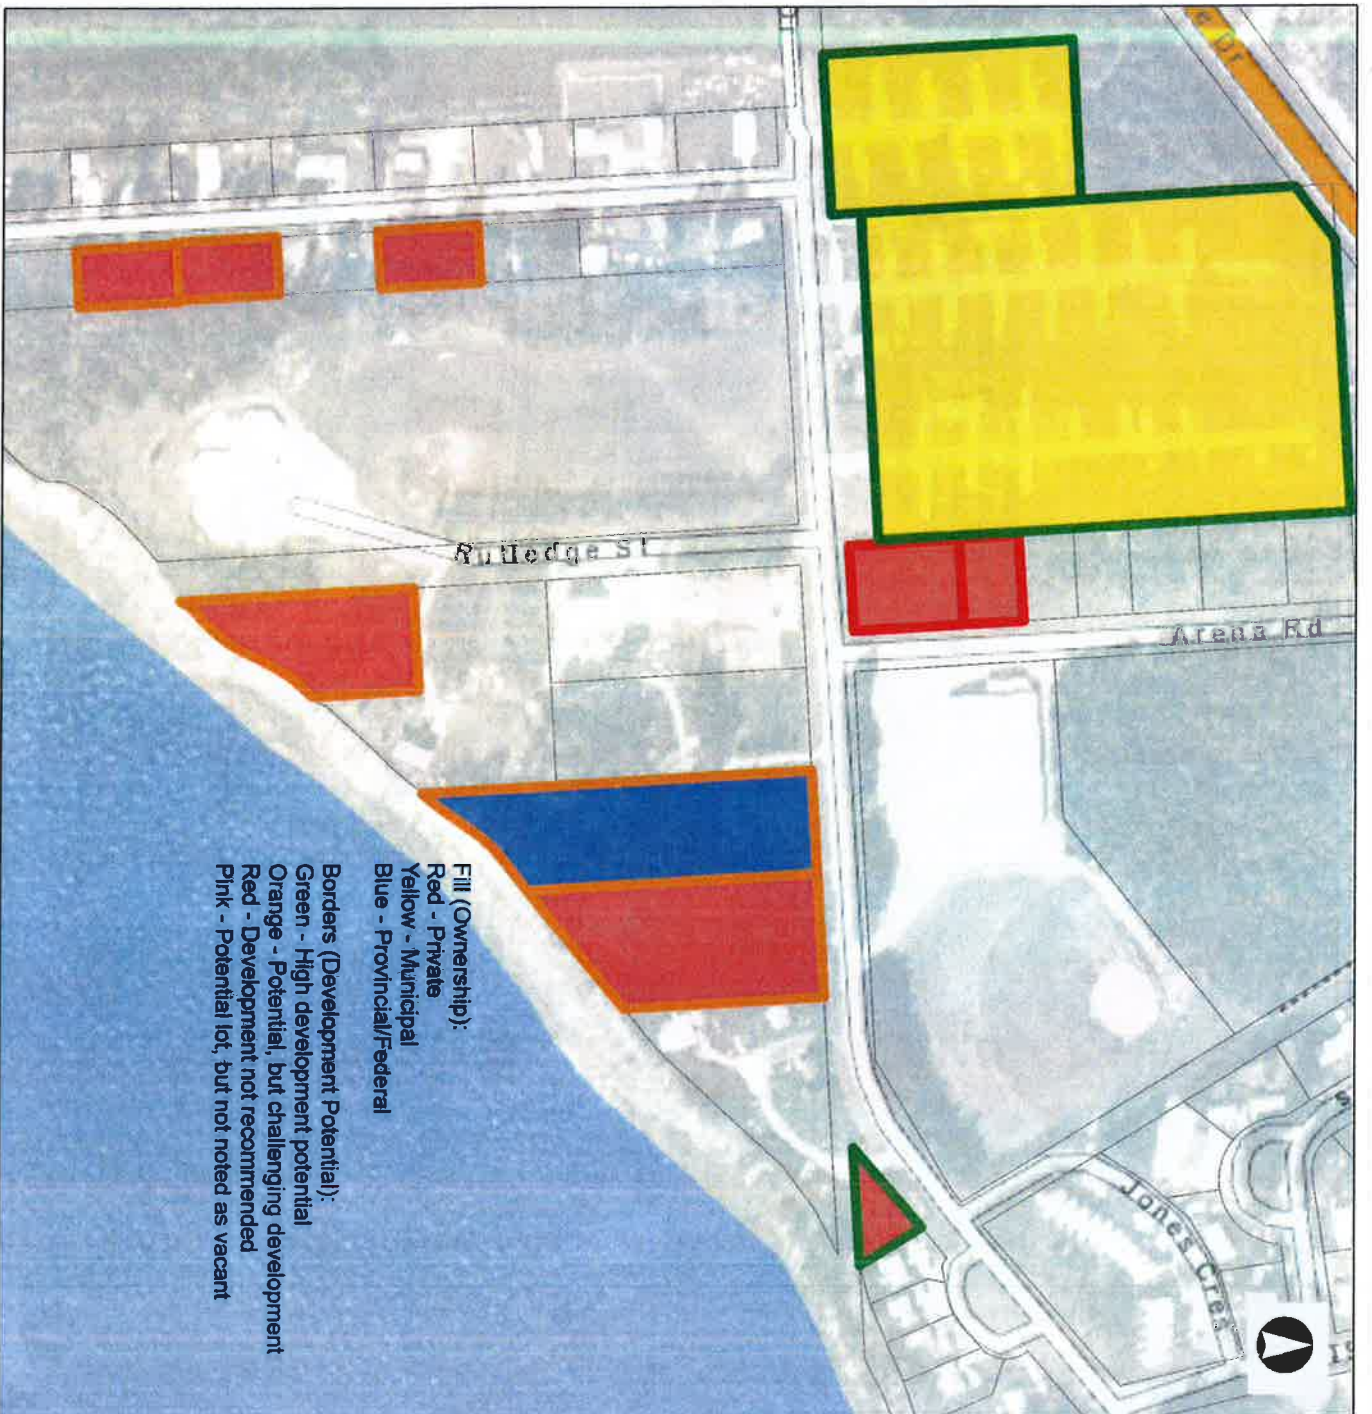 e Dr
Rutledge St
Arena Rd
Jones Cres
Fill (Ownership):
Red - Private
Yellow - Municipal
Blue - Provincial/Federal
Borders (Development Potential):
Green - High development potential
Orange - Potential, but challenging development
Red - Development not recommended
Pink - Potential lot, but not noted as vacant